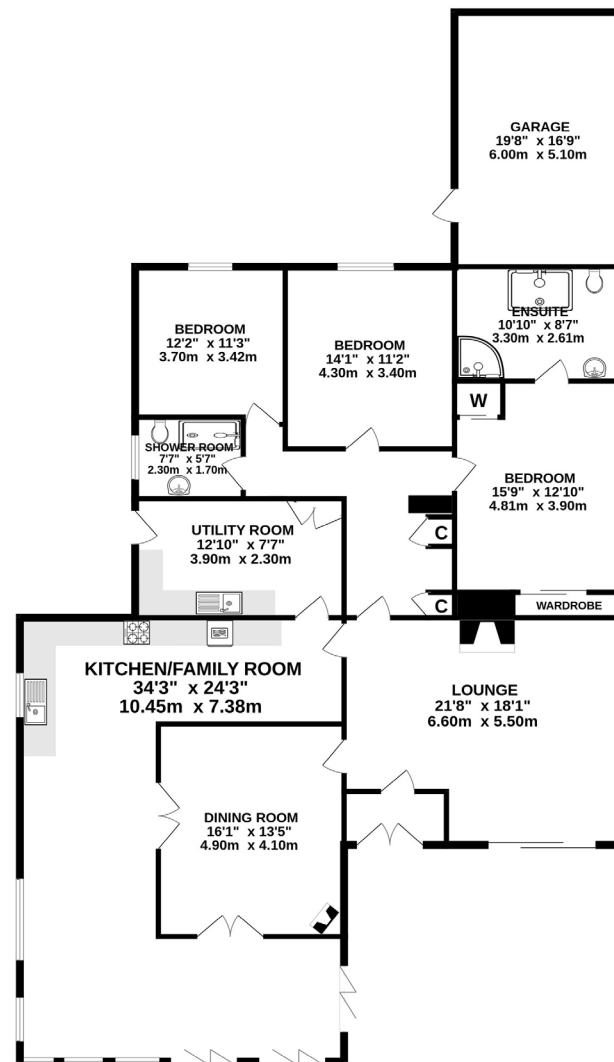 GARAGE
19'8" x 16'9"
6.00m x 5.10m
BEDROOM
12'2" x 11'3"
3.70m x 3.42m
BEDROOM
14'1" x 11'2"
4.30m x 3.40m
ENSUITE
10'10" x 8'7"
3.30m x 2.61m
W
SHOWER ROOM
7'7" x 5'7"
2.30m x 1.70m
BEDROOM
15'9" x 12'10"
4.81m x 3.90m
UTILITY ROOM
12'10" x 7'7"
3.90m x 2.30m
C
C
WARDROBE
KITCHEN/FAMILY ROOM
34'3" x 24'3"
10.45m x 7.38m
LOUNGE
21'8" x 18'1"
6.60m x 5.50m
DINING ROOM
16'1" x 13'5"
4.90m x 4.10m